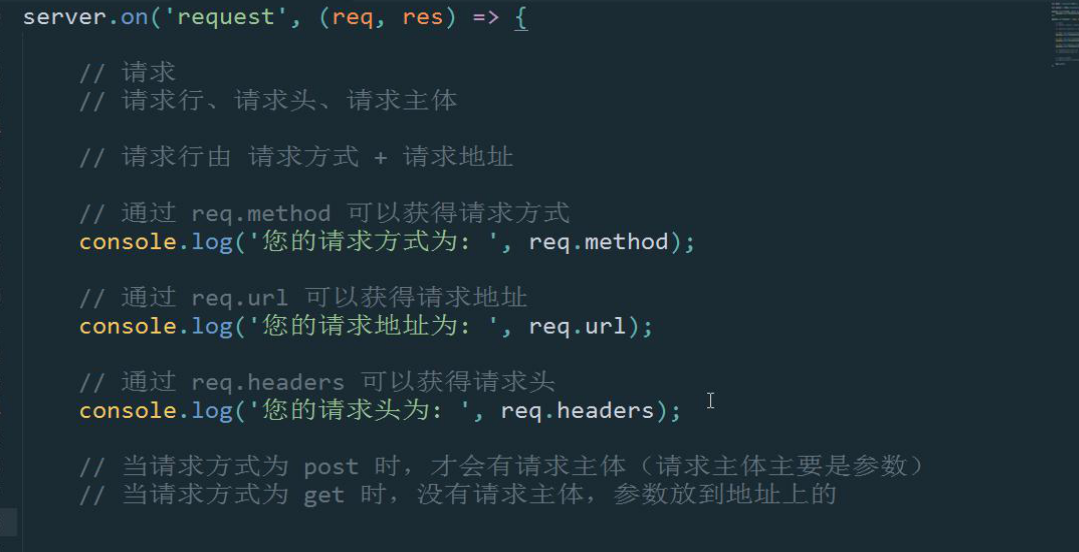 server.on('request', (req, res) => {
// 请求
// 请求行、请求头、请求主体
// 请求行由 请求方式 + 请求地址
// 通过 req.method 可以获得请求方式
console.log('您的请求方式为: ', req.method);
// 通过 req.url 可以获得请求地址
console.log('您的请求地址为: ', req.url);
// 通过 req.headers 可以获得请求头
console.log('您的请求头为: ', req.headers);
// 当请求方式为 post 时，才会有请求主体（请求主体主要是参数）
// 当请求方式为 get 时，没有请求主体，参数放到地址上的